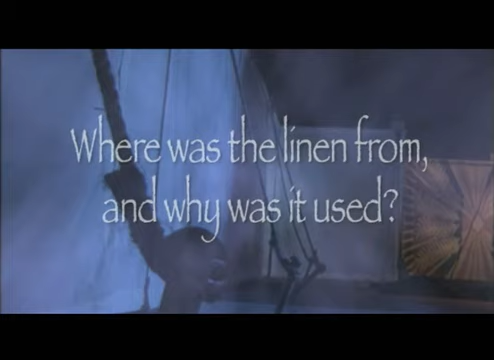 Where was the linen from,
and why was it used?